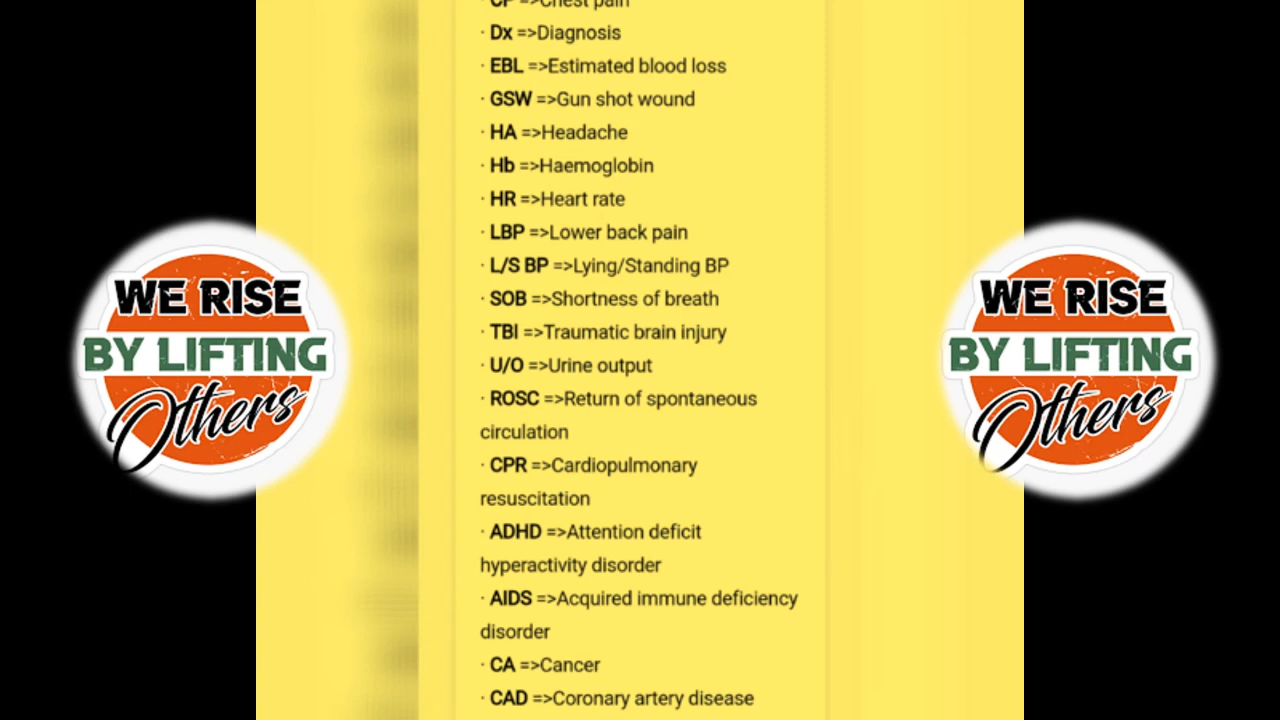 · CP =>Chest pain
· Dx =>Diagnosis
· EBL =>Estimated blood loss
· GSW =>Gun shot wound
· HA =>Headache
· Hb =>Haemoglobin
· HR =>Heart rate
· LBP =>Lower back pain
· L/S BP =>Lying/Standing BP
· SOB =>Shortness of breath
· TBI =>Traumatic brain injury
· U/O =>Urine output
· ROSC =>Return of spontaneous
circulation
· CPR =>Cardiopulmonary
resuscitation
· ADHD =>Attention deficit
hyperactivity disorder
· AIDS =>Acquired immune deficiency
disorder
· CA =>Cancer
· CAD =>Coronary artery disease
WE RISE
BY LIFTING
Others
WE RISE
BY LIFTING
Others